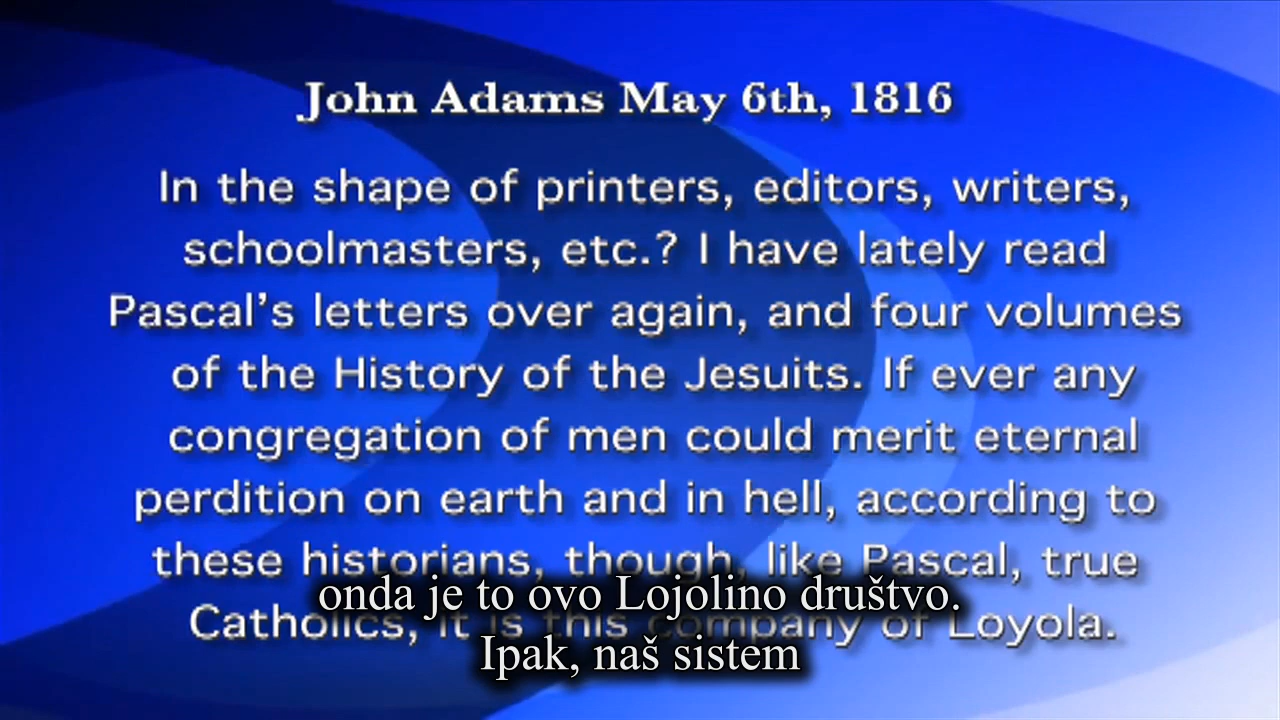 John Adams May 6th, 1816
In the shape of printers, editors, writers,
schoolmasters, etc.? I have lately read
Pascal's letters over again, and four volumes
of the History of the Jesuits. If ever any
congregation of men could merit eternal
perdition on earth and in hell, according to
these historians, though, like Pascal, true
Catholics, it is this company of Loyola.
onda je to ovo Lojolino društvo.
Ipak, naš sistem